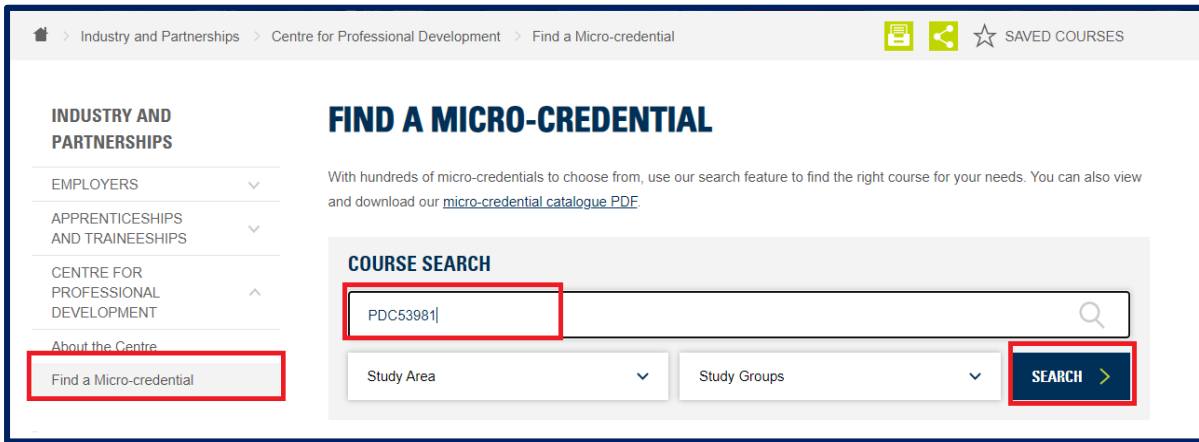 Industry and Partnerships > Centre for Professional Development > Find a Micro-credential
SAVED COURSES
INDUSTRY AND
PARTNERSHIPS
EMPLOYERS
APPRENTICESHIPS
AND TRAINEESHIPS
CENTRE FOR
PROFESSIONAL
DEVELOPMENT
About the Centre
Find a Micro-credential
FIND A MICRO-CREDENTIAL
With hundreds of micro-credentials to choose from, use our search feature to find the right course for your needs. You can also view
and download our micro-credential catalogue PDF.
COURSE SEARCH
PDC53981
Study Area
Study Groups
SEARCH >